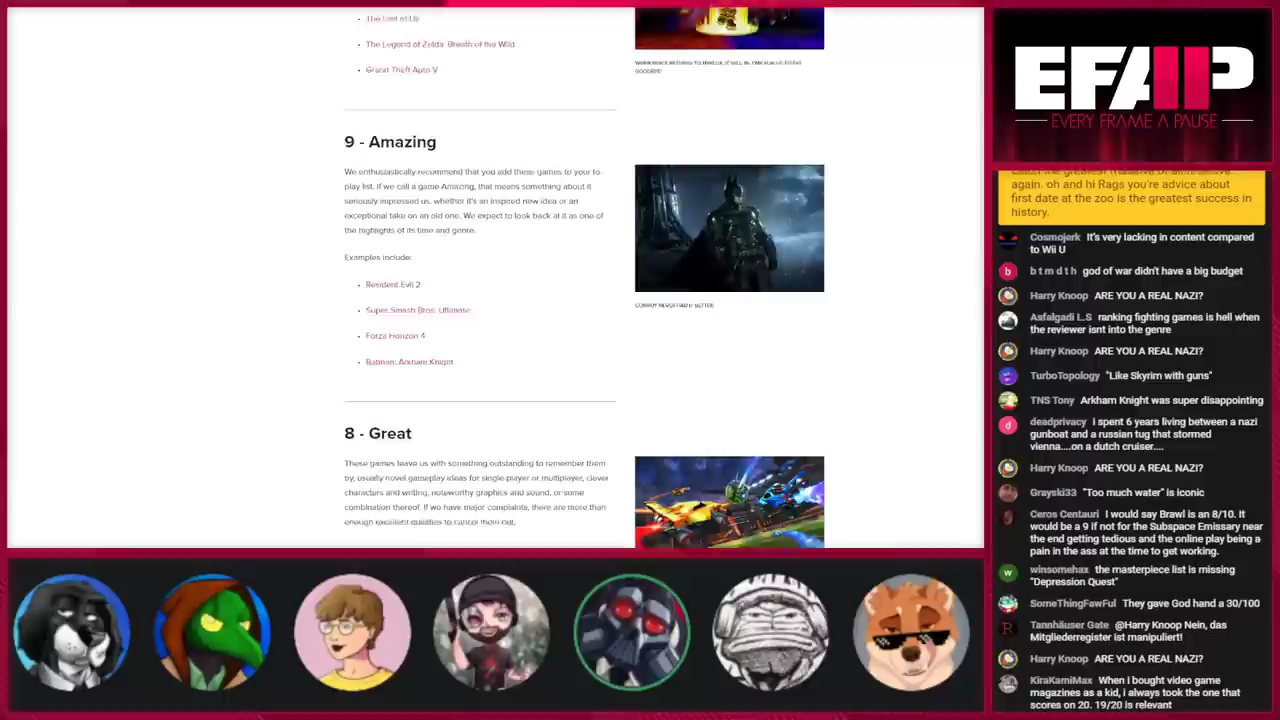 The Last of Us
The Legend of Zelda: Breath of the Wild
Grand Theft Auto V
9 - Amazing
We enthusiastically recommend that you add these games to your to-
play list. If we call a game Amazing, that means something about it
seriously impressed us, whether it's an inspired new idea or an
exceptional take on an old one. We expect to look back at it as one of
the highlights of its time and genre.
Examples include:
Resident Evil 2
Super Smash Bros. Ultimate
Forza Horizon 4
Batman: Arkham Knight
8 - Great
These games leave us with something outstanding to remember them
by, usually novel gameplay ideas for single-player or multiplayer, clever
characters and writing, noteworthy graphics and sound, or some
combination thereof. If we have major complaints, there are more than
enough excellent qualities to cancel them out.
EFAP
EVERY FRAME A PAUSE
again. oh and hi Rags you're advice about
first date at the zoo is the greatest success in
history.
Cosmojerk It's very lacking in content compared
to Wii U
b t m d t h god of war didn't have a big budget
Harry Knoop ARE YOU A REAL NAZI?
Asfalgadi L.S ranking fighting games is hell when
the reviewer isnt into the genre
Harry Knoop ARE YOU A REAL NAZI?
TurboTopology "Like Skyrim with guns"
TNS Tony Arkham Knight was super disappointing
deadprivacy i spent 6 years living between a nazi
gunboat and a russian tug that stormed
vienna....on a dutch cruiser....
Harry Knoop ARE YOU A REAL NAZI?
Grayski33 "Too much water" is iconic
Ceros Centauri I would say Brawl is an 8/10. It
would be a 9 if not for the Subspace Emissary near
the end getting tedious and the online play being a
pain in the ass at the time to get working.
winsomehax the masterpiece list is missing
"Depression Quest"
SomeThingFawFul They gave God hand a 30/100
Tannhäuser Gate @Harry Knoop Nein, das
Mitgliederregister ist manipuliert!
Harry Knoop ARE YOU A REAL NAZI?
KiraKamiMax When i bought video game
magazines as a kid, i always took the one that
scores on 20. 19/20 is relevant